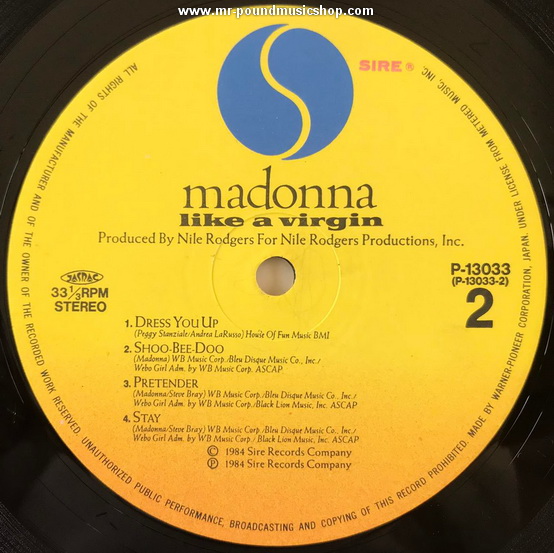 www.mr-poundmusicshop.com
SIRE ®
madonna
like a virgin
Produced By Nile Rodgers For Nile Rodgers Productions, Inc.
JASRAC
33 1/3 RPM
STEREO
P-13033
(P-13033-2)
2
1. DRESS YOU UP
(Peggy Stanziale/Andrea LaRusso) House Of Fun Music BMI
2. SHOO-BEE-DOO
(Madonna) WB Music Corp./Bleu Disque Music Co., Inc./
Webo Girl Adm. by WB Music Corp. ASCAP
3. PRETENDER
(Madonna/Steve Bray) WB Music Corp./Bleu Disque Music Co., Inc./
Webo Girl Adm. by WB Music Corp./Black Lion Music, Inc. ASCAP
4. STAY
(Madonna/Steve Bray) WB Music Corp./Bleu Disque Music Co., Inc./
Webo Girl Adm. by WB Music Corp./Black Lion Music, Inc. ASCAP
© 1984 Sire Records Company
℗ 1984 Sire Records Company
ALL RIGHTS OF THE MANUFACTURER AND OF THE OWNER OF THE RECORDED WORK RESERVED. UNAUTHORIZED PUBLIC PERFORMANCE, BROADCASTING AND COPYING OF THIS RECORD PROHIBITED. MADE BY WARNER-PIONEER CORPORATION, JAPAN. UNDER LICENSE FROM METERED MUSIC, INC.